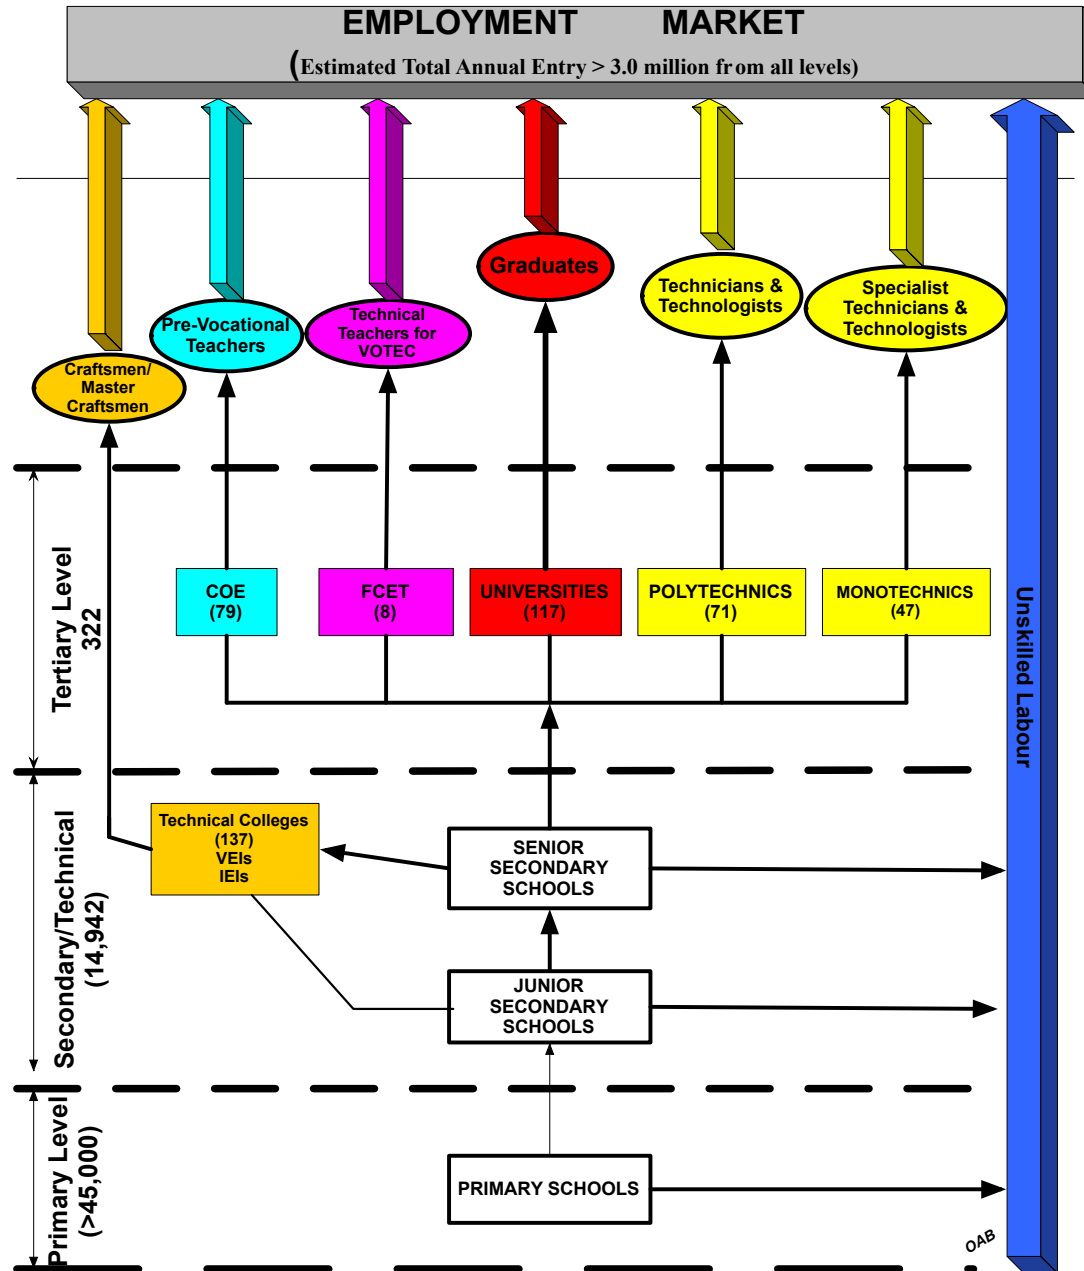 EMPLOYMENT MARKET
(Estimated Total Annual Entry > 3.0 million from all levels)
Graduates
Technicians &
Technologists
Specialist
Technicians &
Technologists
Pre-Vocational
Teachers
Technical
Teachers for
VOTEC
Craftsmen/
Master
Craftsmen
Tertiary Level
322
COE
(79)
FCET
(8)
UNIVERSITIES
(117)
POLYTECHNICS
(71)
MONOTECHNICS
(47)
Unskilled Labour
Secondary/Technical
(14,942)
Technical Colleges
(137)
VEIs
IEIs
SENIOR
SECONDARY
SCHOOLS
JUNIOR
SECONDARY
SCHOOLS
Primary Level
(>45,000)
PRIMARY SCHOOLS
OAB